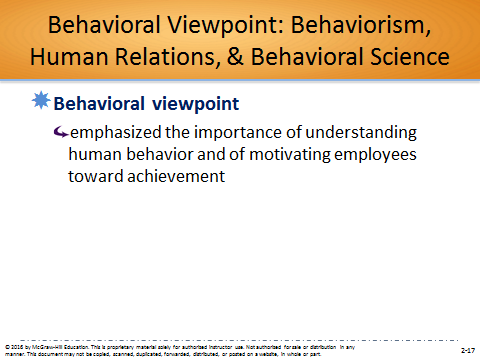 Behavioral Viewpoint: Behaviorism,
Human Relations, & Behavioral Science
Behavioral viewpoint
emphasized the importance of understanding
human behavior and of motivating employees
toward achievement
© 2016 by McGraw-Hill Education. This is proprietary material solely for authorized instructor use. Not authorized for sale or distribution in any
manner. This document may not be copied, scanned, duplicated, forwarded, distributed, or posted on a website, in whole or part.
2-17